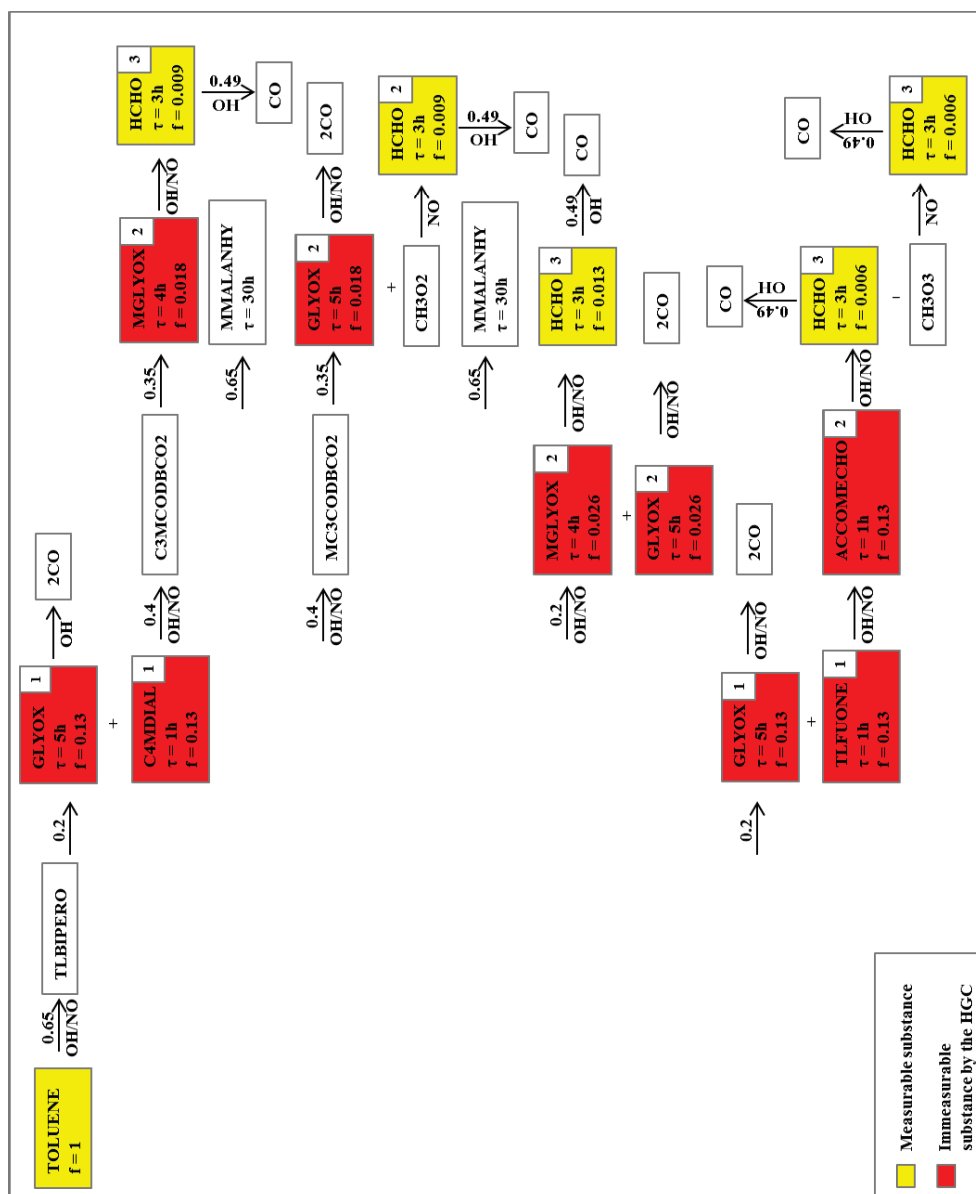 TOLUENE
f = 1
0.65
OH/NO
TLBIPERO
0.2
GLYOX
τ = 5h
f = 0.13
1
OH
2CO
+
C4MDIAL
τ = 1h
f = 0.13
1
0.4
OH/NO
C3MCODBCO2
0.35
MGLYOX
τ = 4h
f = 0.018
2
OH/NO
HCHO
τ = 3h
f = 0.009
3
0.49
OH
CO
0.65
MMALANHY
τ = 30h
0.4
OH/NO
MC3CODBCO2
0.35
GLYOX
τ = 5h
f = 0.018
2
OH/NO
2CO
+
CH3O2
NO
HCHO
τ = 3h
f = 0.009
2
0.49
OH
CO
0.65
MMALANHY
τ = 30h
0.2
OH/NO
MGLYOX
τ = 4h
f = 0.026
2
OH/NO
HCHO
τ = 3h
f = 0.013
3
0.49
OH
CO
+
GLYOX
τ = 5h
f = 0.026
2
OH/NO
2CO
0.2
GLYOX
τ = 5h
f = 0.13
1
OH/NO
2CO
+
TLFUONE
τ = 1h
f = 0.13
1
OH/NO
ACCOMECHO
τ = 1h
f = 0.13
2
OH/NO
HCHO
τ = 3h
f = 0.006
3
0.49
OH
CO
–
CH3O3
NO
HCHO
τ = 3h
f = 0.006
3
0.49
OH
CO
Measurable substance
Immeasurable
substance by the HGC